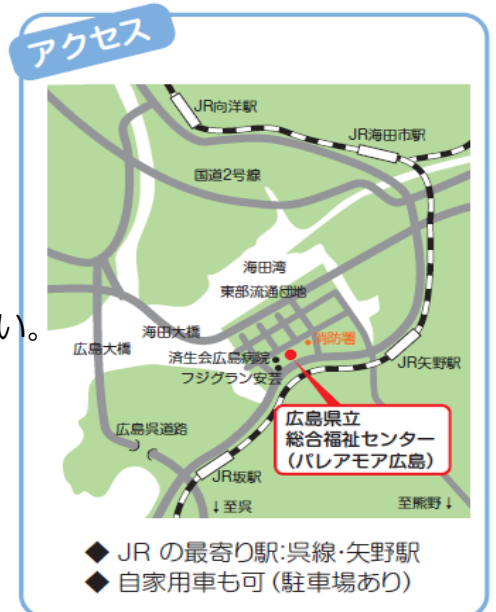 アクセス
JR向洋駅
JR海田市駅
国道2号線
海田湾
東部流通団地
い。
海田大橋
消防署
広島大橋
済生会広島病院
JR矢野駅
フジグラン安芸
広島県立
総合福祉センター
(パレアモア広島)
広島呉道路
JR坂駅
↓至呉
至熊野↓
◆ JR の最寄り駅:呉線・矢野駅
◆ 自家用車も可(駐車場あり)